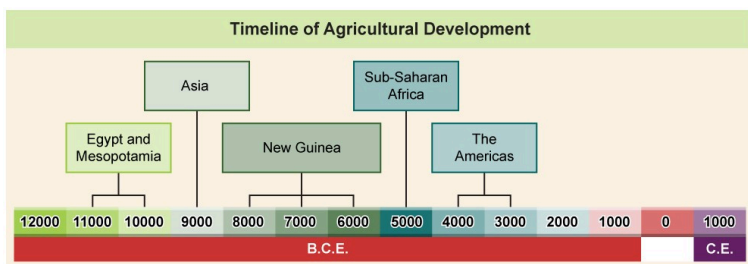 Timeline of Agricultural Development
Sub-Saharan
Africa
Asia
Egypt and
Mesopotamia
New Guinea
The
Americas
12000 11000 10000 9000 8000 7000 6000 5000 4000 3000 2000 1000 0 1000
B.C.E. C.E.